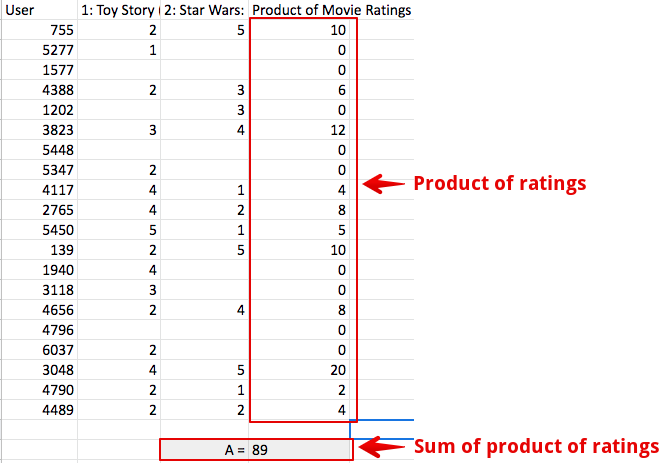 User 1: Toy Story ( 2: Star Wars: Product of Movie Ratings
755 2 5 10
5277 1 0
1577 0
4388 2 3 6
1202 3 0
3823 3 4 12
5448 0
5347 2 0
4117 4 1 4
Product of ratings
2765 4 2 8
5450 5 1 5
139 2 5 10
1940 4 0
3118 3 0
4656 2 4 8
4796 0
6037 2 0
3048 4 5 20
4790 2 1 2
4489 2 2 4
A = 89
Sum of product of ratings